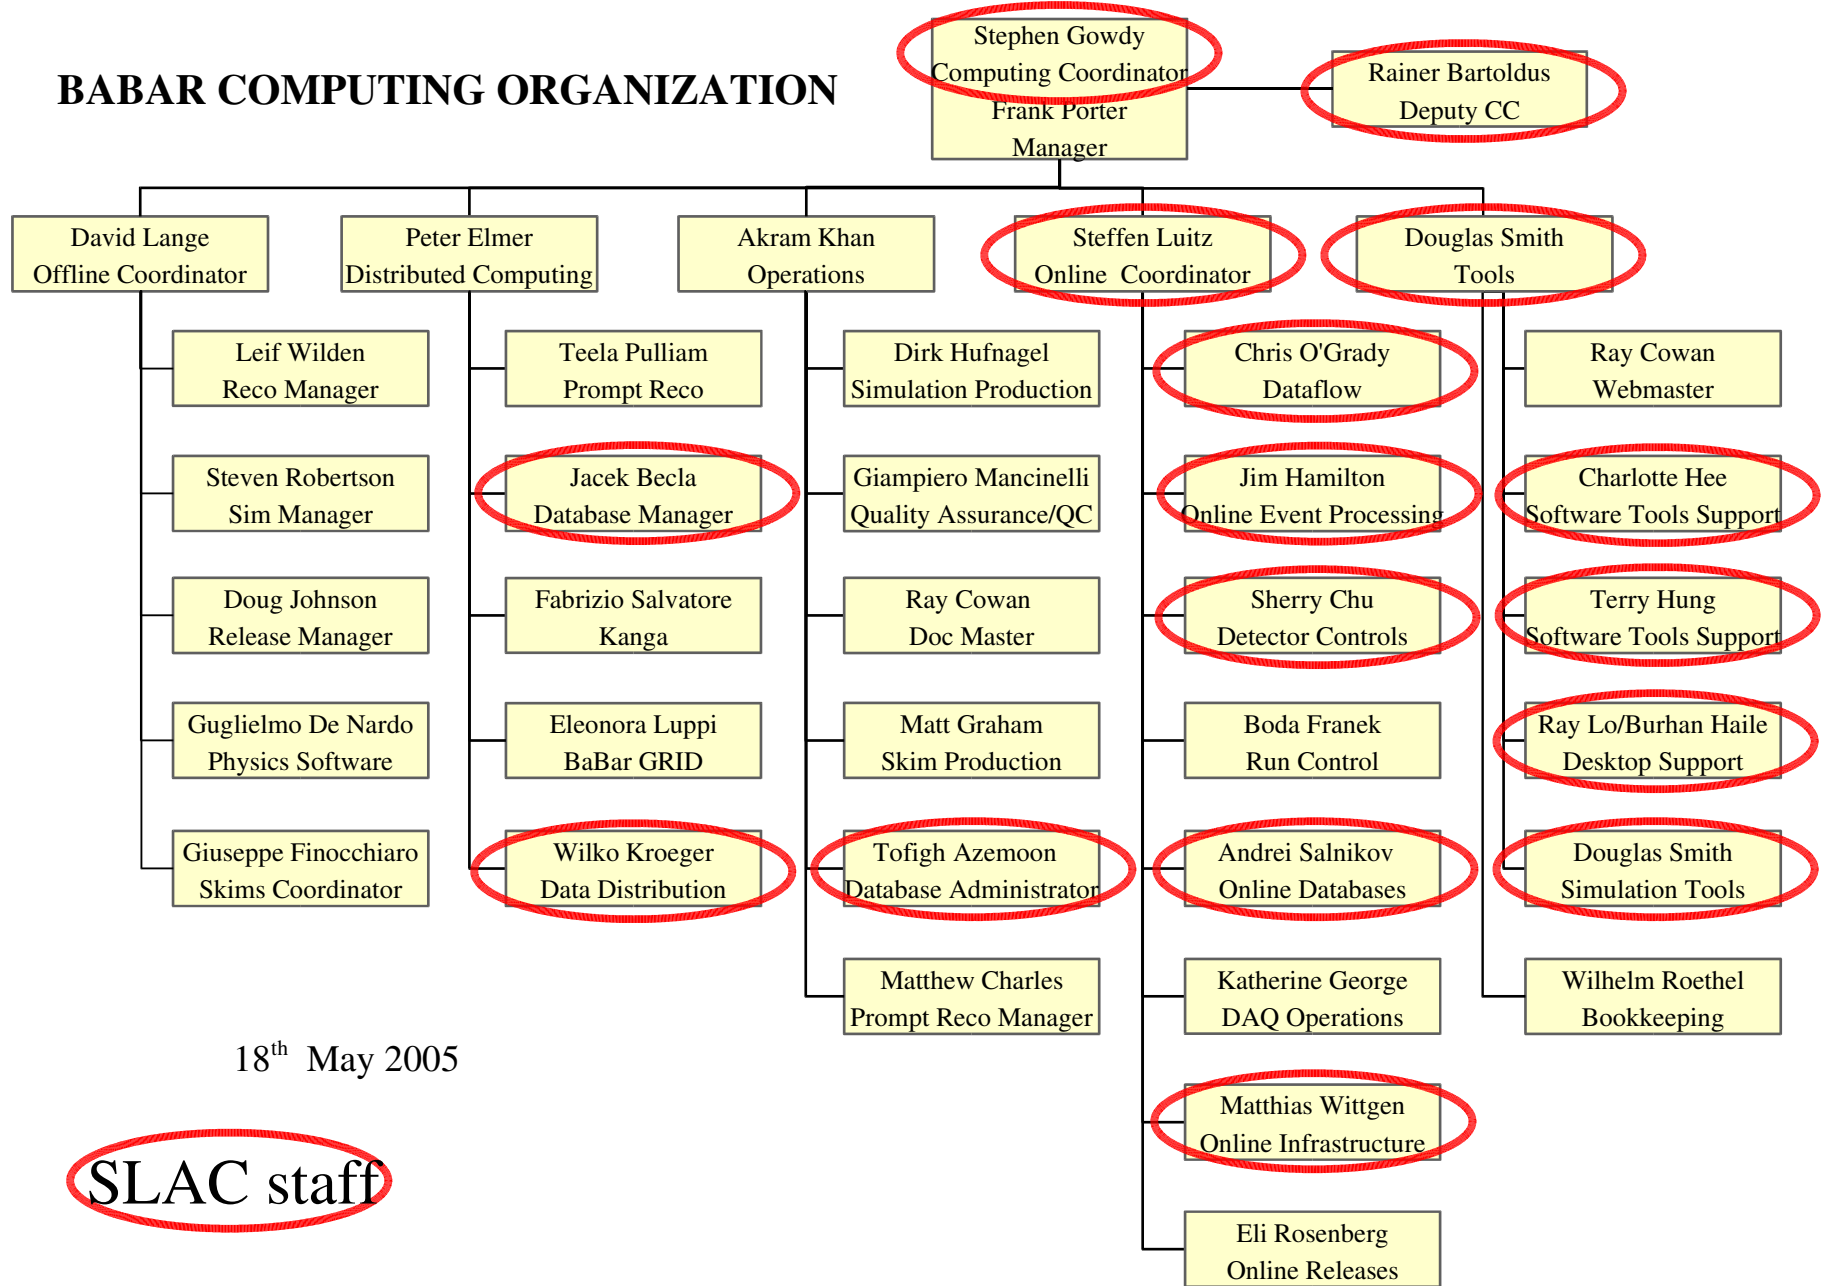 BABAR COMPUTING ORGANIZATION
Stephen Gowdy
Computing Coordinator
Frank Porter
Manager
Rainer Bartoldus
Deputy CC
David Lange
Offline Coordinator
Peter Elmer
Distributed Computing
Akram Khan
Operations
Steffen Luitz
Online Coordinator
Douglas Smith
Tools
Leif Wilden
Reco Manager
Teela Pulliam
Prompt Reco
Dirk Hufnagel
Simulation Production
Chris O'Grady
Dataflow
Ray Cowan
Webmaster
Steven Robertson
Sim Manager
Jacek Becla
Database Manager
Giampiero Mancinelli
Quality Assurance/QC
Jim Hamilton
Online Event Processing
Charlotte Hee
Software Tools Support
Doug Johnson
Release Manager
Fabrizio Salvatore
Kanga
Ray Cowan
Doc Master
Sherry Chu
Detector Controls
Terry Hung
Software Tools Support
Guglielmo De Nardo
Physics Software
Eleonora Luppi
BaBar GRID
Matt Graham
Skim Production
Boda Franek
Run Control
Ray Lo/Burhan Haile
Desktop Support
Giuseppe Finocchiaro
Skims Coordinator
Wilko Kroeger
Data Distribution
Tofigh Azemoon
Database Administrator
Andrei Salnikov
Online Databases
Douglas Smith
Simulation Tools
Matthew Charles
Prompt Reco Manager
Katherine George
DAQ Operations
Wilhelm Roethel
Bookkeeping
18th May 2005
Matthias Wittgen
Online Infrastructure
SLAC staff
Eli Rosenberg
Online Releases